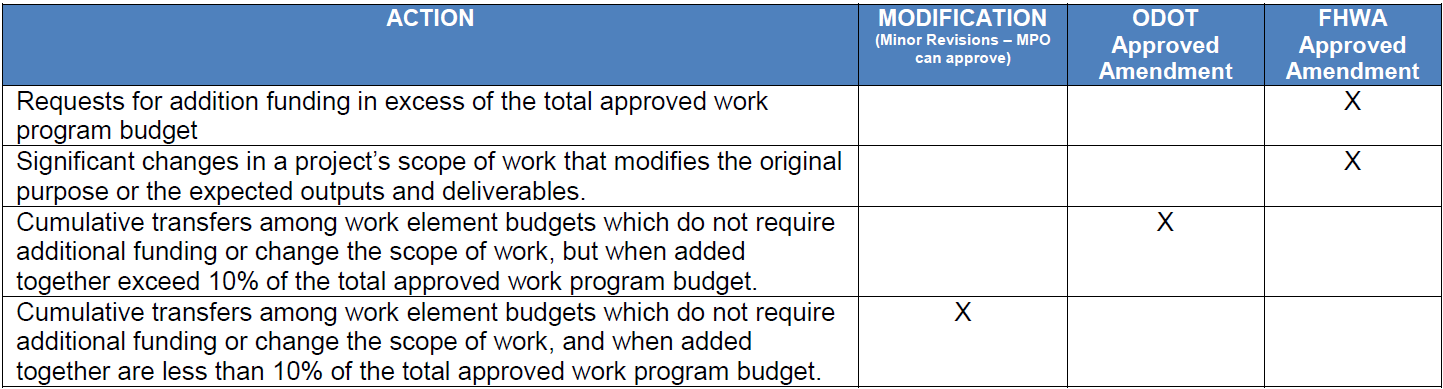 ACTION
MODIFICATION
(Minor Revisions – MPO
can approve)
ODOT
Approved
Amendment
FHWA
Approved
Amendment
Requests for addition funding in excess of the total approved work
program budget
X
Significant changes in a project's scope of work that modifies the original
purpose or the expected outputs and deliverables.
X
Cumulative transfers among work element budgets which do not require
additional funding or change the scope of work, but when added
together exceed 10% of the total approved work program budget.
X
Cumulative transfers among work element budgets which do not require
additional funding or change the scope of work, and when added
together are less than 10% of the total approved work program budget.
X